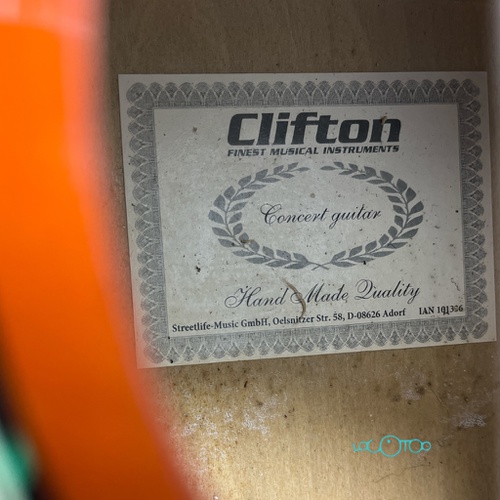 Clifton
FINEST MUSICAL INSTRUMENTS
Concert guitar
Hand Made Quality
Streetlife-Music GmbH, Oelsnitzer Str. 58, D-08626 Adorf IAN 101306
LOCOTOO